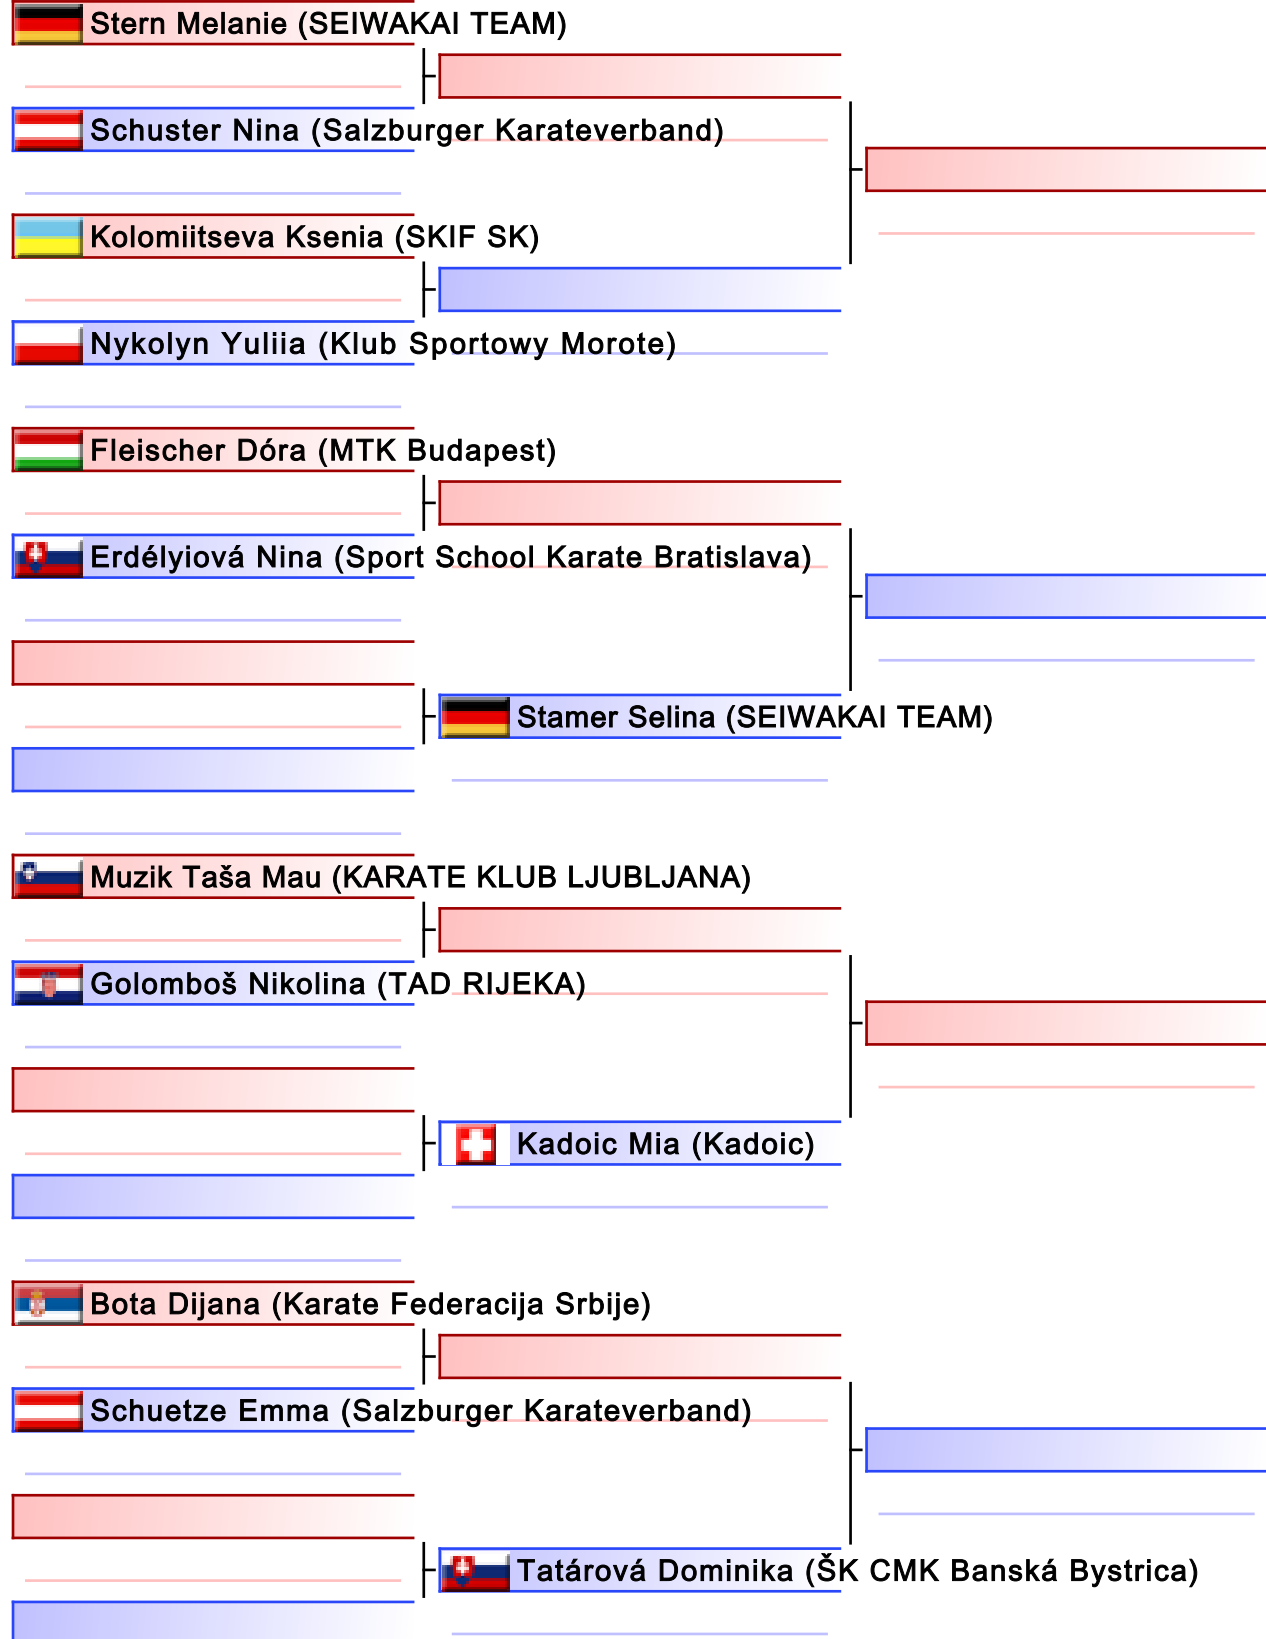 Stern Melanie (SEIWAKAI TEAM)
Schuster Nina (Salzburger Karateverband)
Kolomiitseva Ksenia (SKIF SK)
Nykolyn Yuliia (Klub Sportowy Morote)
Fleischer Dóra (MTK Budapest)
Erdélyiová Nina (Sport School Karate Bratislava)
Stamer Selina (SEIWAKAI TEAM)
Muzik Taša Mau (KARATE KLUB LJUBLJANA)
Golomboš Nikolina (TAD RIJEKA)
Kadoic Mia (Kadoic)
Bota Dijana (Karate Federacija Srbije)
Schuetze Emma (Salzburger Karateverband)
Tatárová Dominika (ŠK CMK Banská Bystrica)